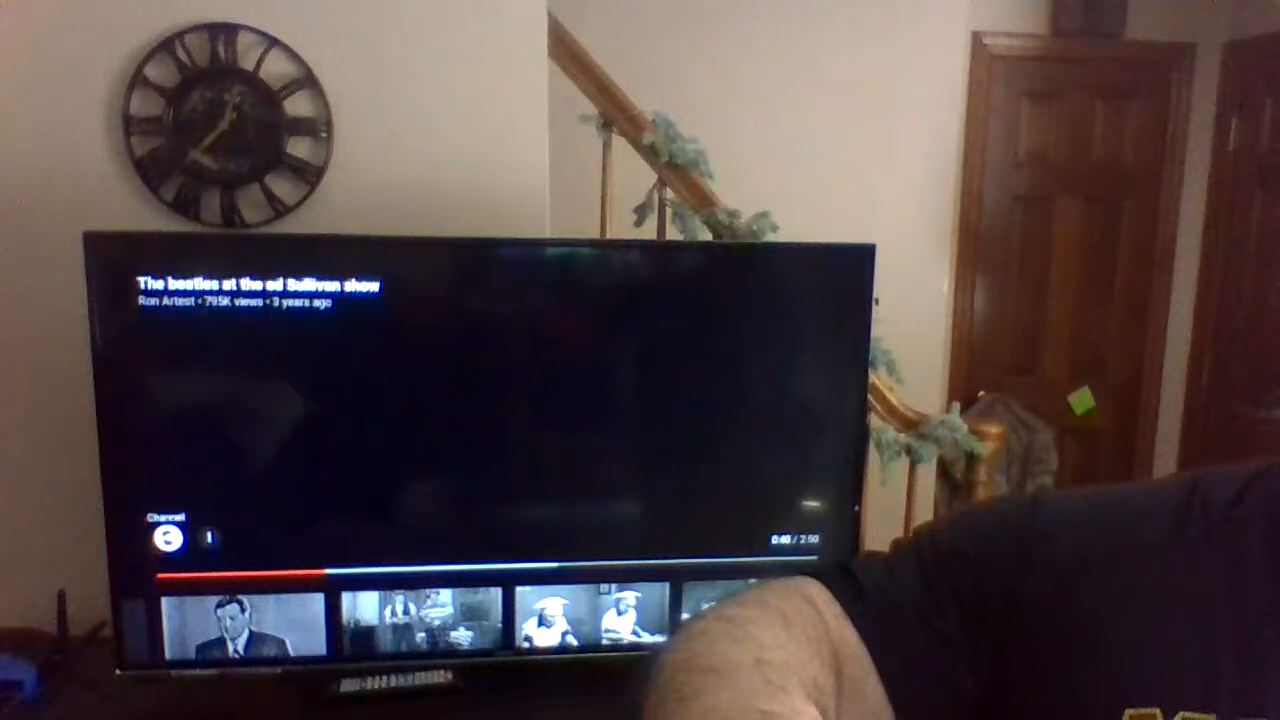 The beatles at the ed Sullivan show
Ron Artest • 795K views • 3 years ago
Channel
0:40 / 2:50